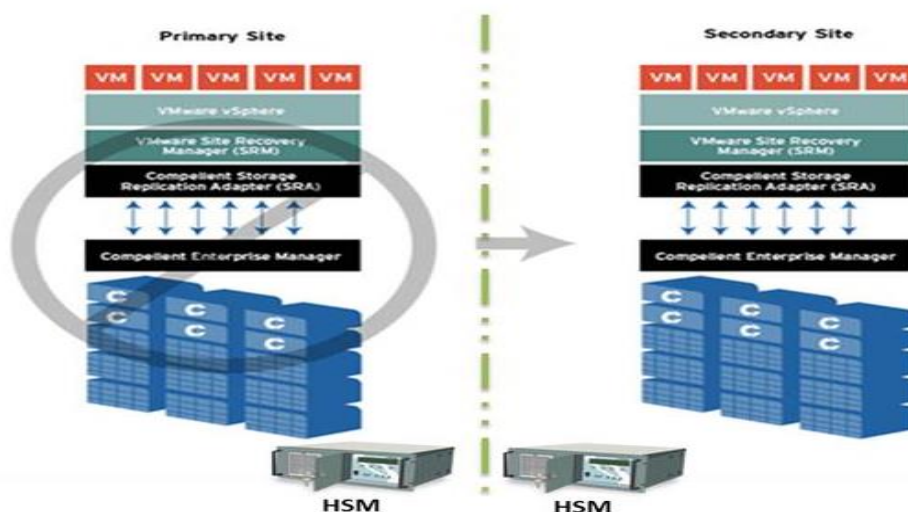 Primary Site
VM VM VM VM VM
VMware vSphere
VMware Site Recovery
Manager (SRM)
Compellent Storage
Replication Adapter (SRA)
Compellent Enterprise Manager
C
C
C
C
C
C
HSM
Secondary Site
VM VM VM VM VM
VMware vSphere
VMware Site Recovery
Manager (SRM)
Compellent Storage
Replication Adapter (SRA)
Compellent Enterprise Manager
C
C
C
C
C
C
HSM